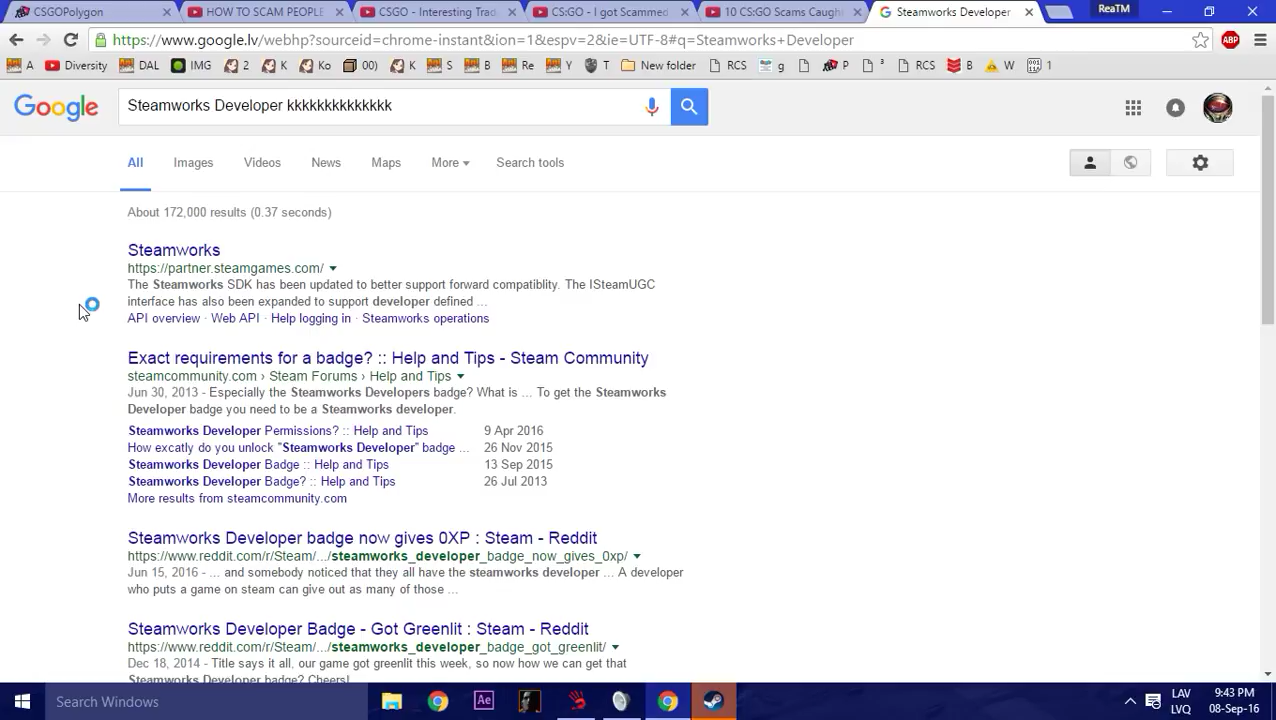 CSGOPolygon × HOW TO SCAM PEOPLE × CSGO - Interesting Trad × CS:GO - I got Scammed × 10 CS:GO Scams Caught × Steamworks Developer × ReaTM
https://www.google.lv/webhp?sourceid=chrome-instant&ion=1&espv=2&ie=UTF-8#q=Steamworks+Developer ABP
A Diversity DAL IMG 2 K Ko 00) K S B Re Y T New folder RCS g P ³ RCS B W 1
Google Steamworks Developer kkkkkkkkkkkkkk
All Images Videos News Maps More Search tools
About 172,000 results (0.37 seconds)
Steamworks
https://partner.steamgames.com/
The Steamworks SDK has been updated to better support forward compatiblity. The ISteamUGC
interface has also been expanded to support developer defined ...
API overview · Web API · Help logging in · Steamworks operations
Exact requirements for a badge? :: Help and Tips - Steam Community
steamcommunity.com › Steam Forums › Help and Tips
Jun 30, 2013 - Especially the Steamworks Developers badge? What is ... To get the Steamworks
Developer badge you need to be a Steamworks developer.
Steamworks Developer Permissions? :: Help and Tips 9 Apr 2016
How excatly do you unlock "Steamworks Developer" badge ... 26 Nov 2015
Steamworks Developer Badge :: Help and Tips 13 Sep 2015
Steamworks Developer Badge? :: Help and Tips 26 Jul 2013
More results from steamcommunity.com
Steamworks Developer badge now gives 0XP : Steam - Reddit
https://www.reddit.com/r/Steam/.../steamworks_developer_badge_now_gives_0xp/
Jun 15, 2016 - ... and somebody noticed that they all have the steamworks developer ... A developer
who puts a game on steam can give out as many of those ...
Steamworks Developer Badge - Got Greenlit : Steam - Reddit
https://www.reddit.com/r/Steam/.../steamworks_developer_badge_got_greenlit/
Dec 18, 2014 - Title says it all, our game got greenlit this week, so now how we can get that
Steamworks Developer badge? Cheers!
Search Windows Ae LAV 9:43 PM
LVQ 08-Sep-16